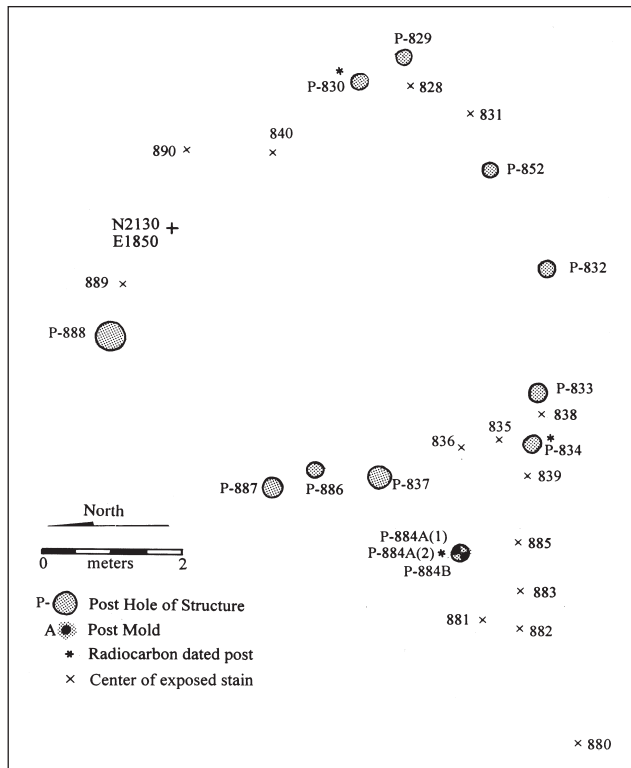 P-829
P-830 *
828
831
840
890 ×
P-852
N2130 +
E1850
P-832
889 ×
P-888
P-833
838
835
836 ×
* P-834
839
P-887
P-886
P-837
North
P-884A(1)
P-884A(2) *
P-884B
885
0 meters 2
883
P- Post Hole of Structure
881 ×
882
A Post Mold
* Radiocarbon dated post
× Center of exposed stain
× 880